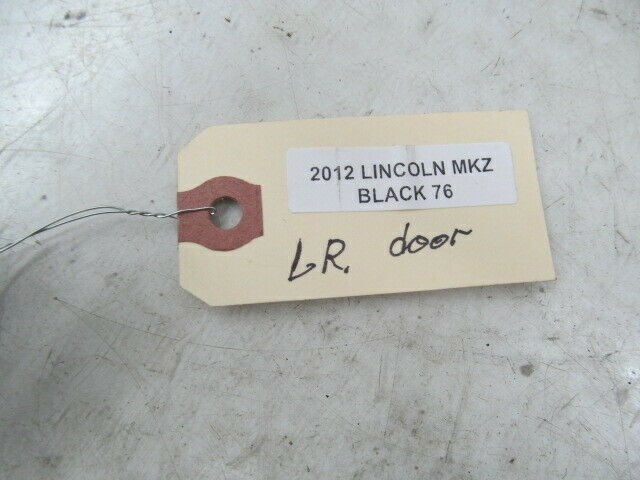 2012 LINCOLN MKZ
BLACK 76
LR. door